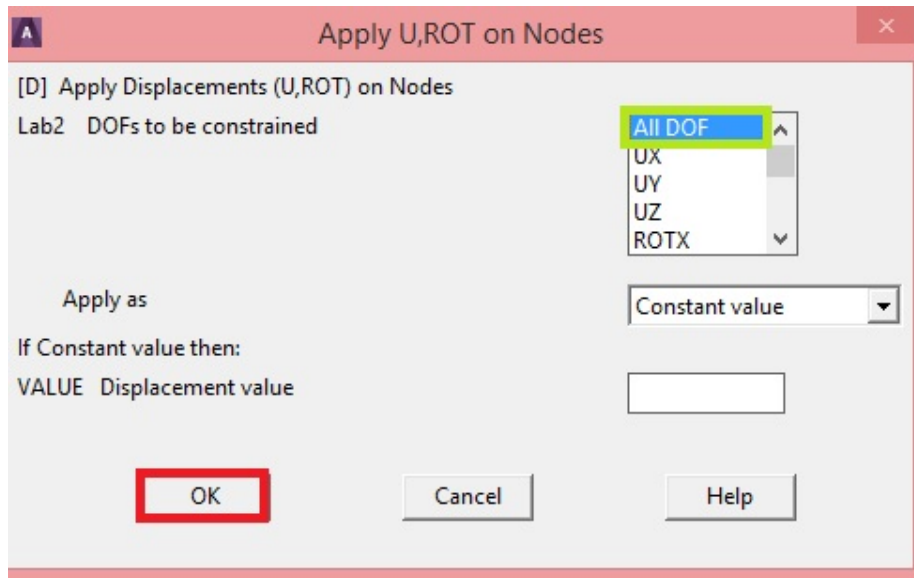 A
Apply U,ROT on Nodes
[D] Apply Displacements (U,ROT) on Nodes
Lab2 DOFs to be constrained
All DOF
UX
UY
UZ
ROTX
Apply as
Constant value
If Constant value then:
VALUE Displacement value
OK
Cancel
Help